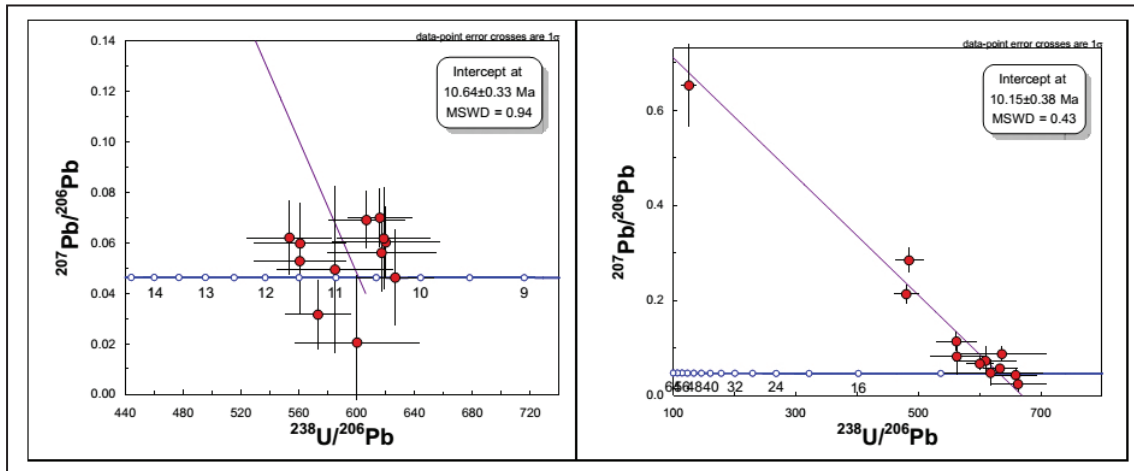 data-point error crosses are 1σ
Intercept at
10.64±0.33 Ma
MSWD = 0.94
0.14
0.12
0.10
0.08
0.06
0.04
0.02
0.00
207Pb/206Pb
14
13
12
11
10
9
440
480
520
560
600
640
680
720
238U/206Pb
data-point error crosses are 1σ
Intercept at
10.15±0.38 Ma
MSWD = 0.43
0.6
0.4
0.2
0.0
207Pb/206Pb
40
32
24
16
100
300
500
700
238U/206Pb